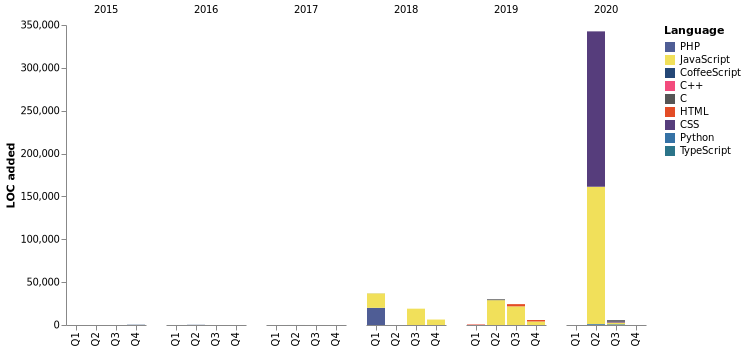 2015 2016 2017 2018 2019 2020
350,000
300,000
250,000
200,000
150,000
100,000
50,000
0
LOC added
Q1 Q2 Q3 Q4 Q1 Q2 Q3 Q4 Q1 Q2 Q3 Q4 Q1 Q2 Q3 Q4 Q1 Q2 Q3 Q4 Q1 Q2 Q3 Q4
Language
PHP
JavaScript
CoffeeScript
C++
C
HTML
CSS
Python
TypeScript